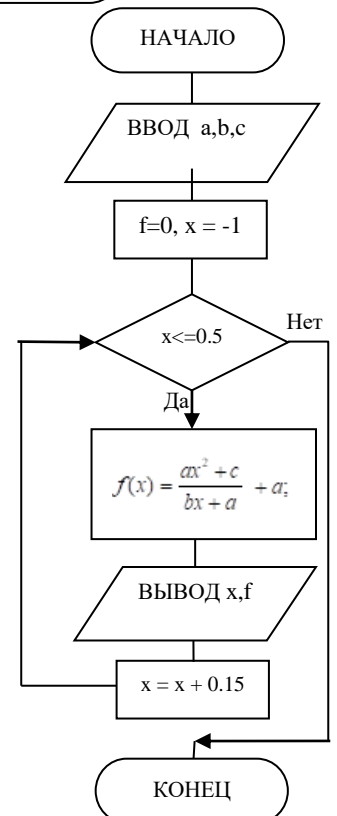 НАЧАЛО
ВВОД a,b,c
f=0, x = -1
x<=0.5
Нет
Да
f(x) = (ax² + c)/(bx + a) + a;
ВЫВОД x,f
x = x + 0.15
КОНЕЦ